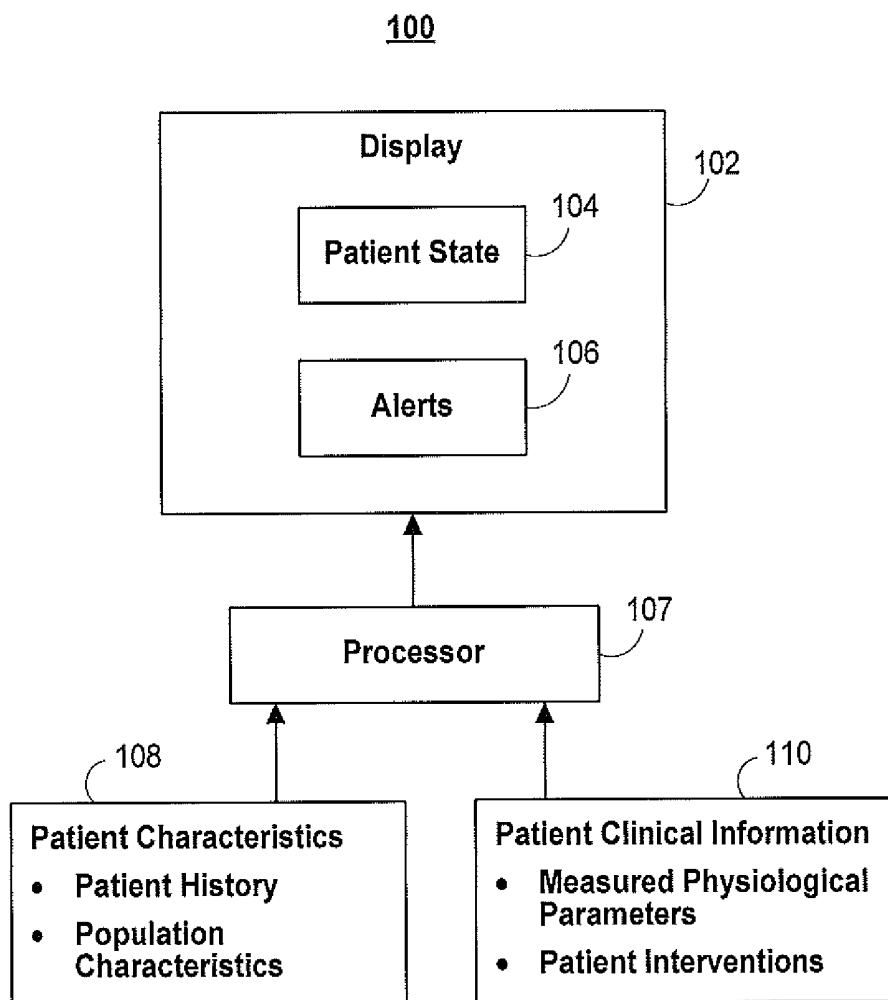 100
Display
102
104
Patient State
106
Alerts
107
Processor
108
Patient Characteristics
• Patient History
• Population
Characteristics
110
Patient Clinical Information
• Measured Physiological
Parameters
• Patient Interventions